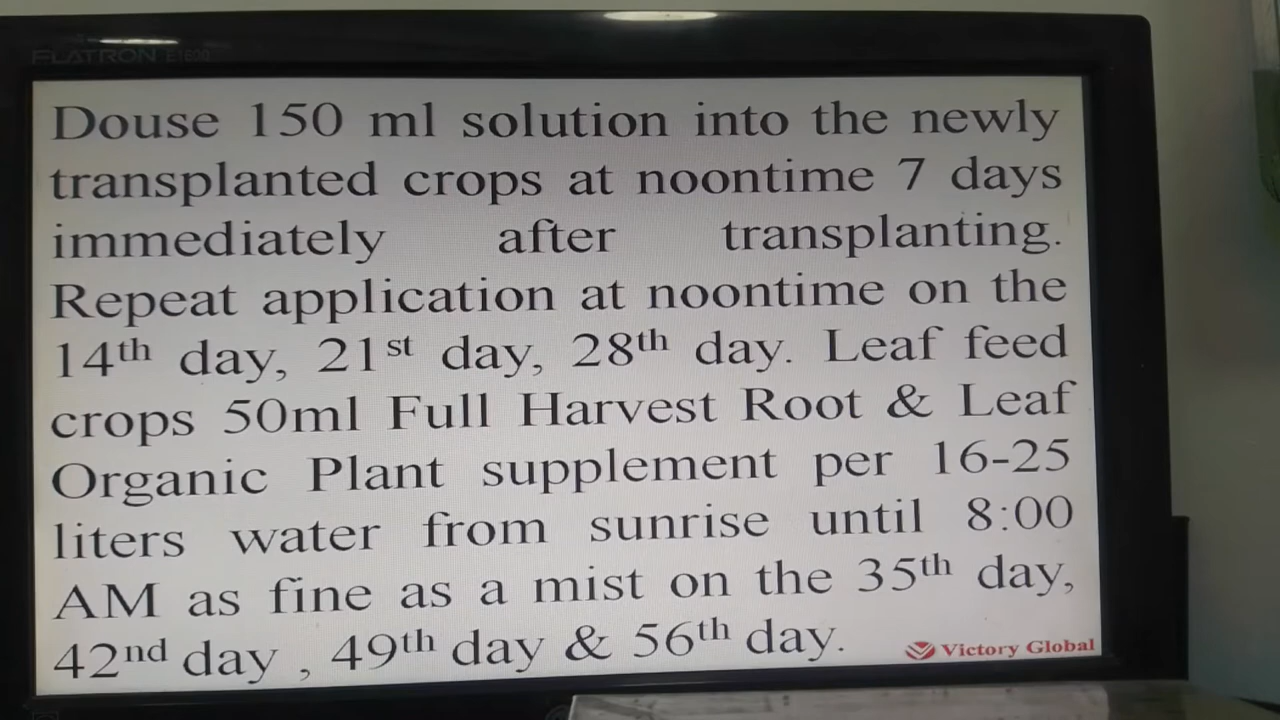 FLATRON E1600
Douse 150 ml solution into the newly
transplanted crops at noontime 7 days
immediately after transplanting.
Repeat application at noontime on the
14th day, 21st day, 28th day. Leaf feed
crops 50ml Full Harvest Root & Leaf
Organic Plant supplement per 16-25
liters water from sunrise until 8:00
AM as fine as a mist on the 35th day,
42nd day , 49th day & 56th day.
Victory Global